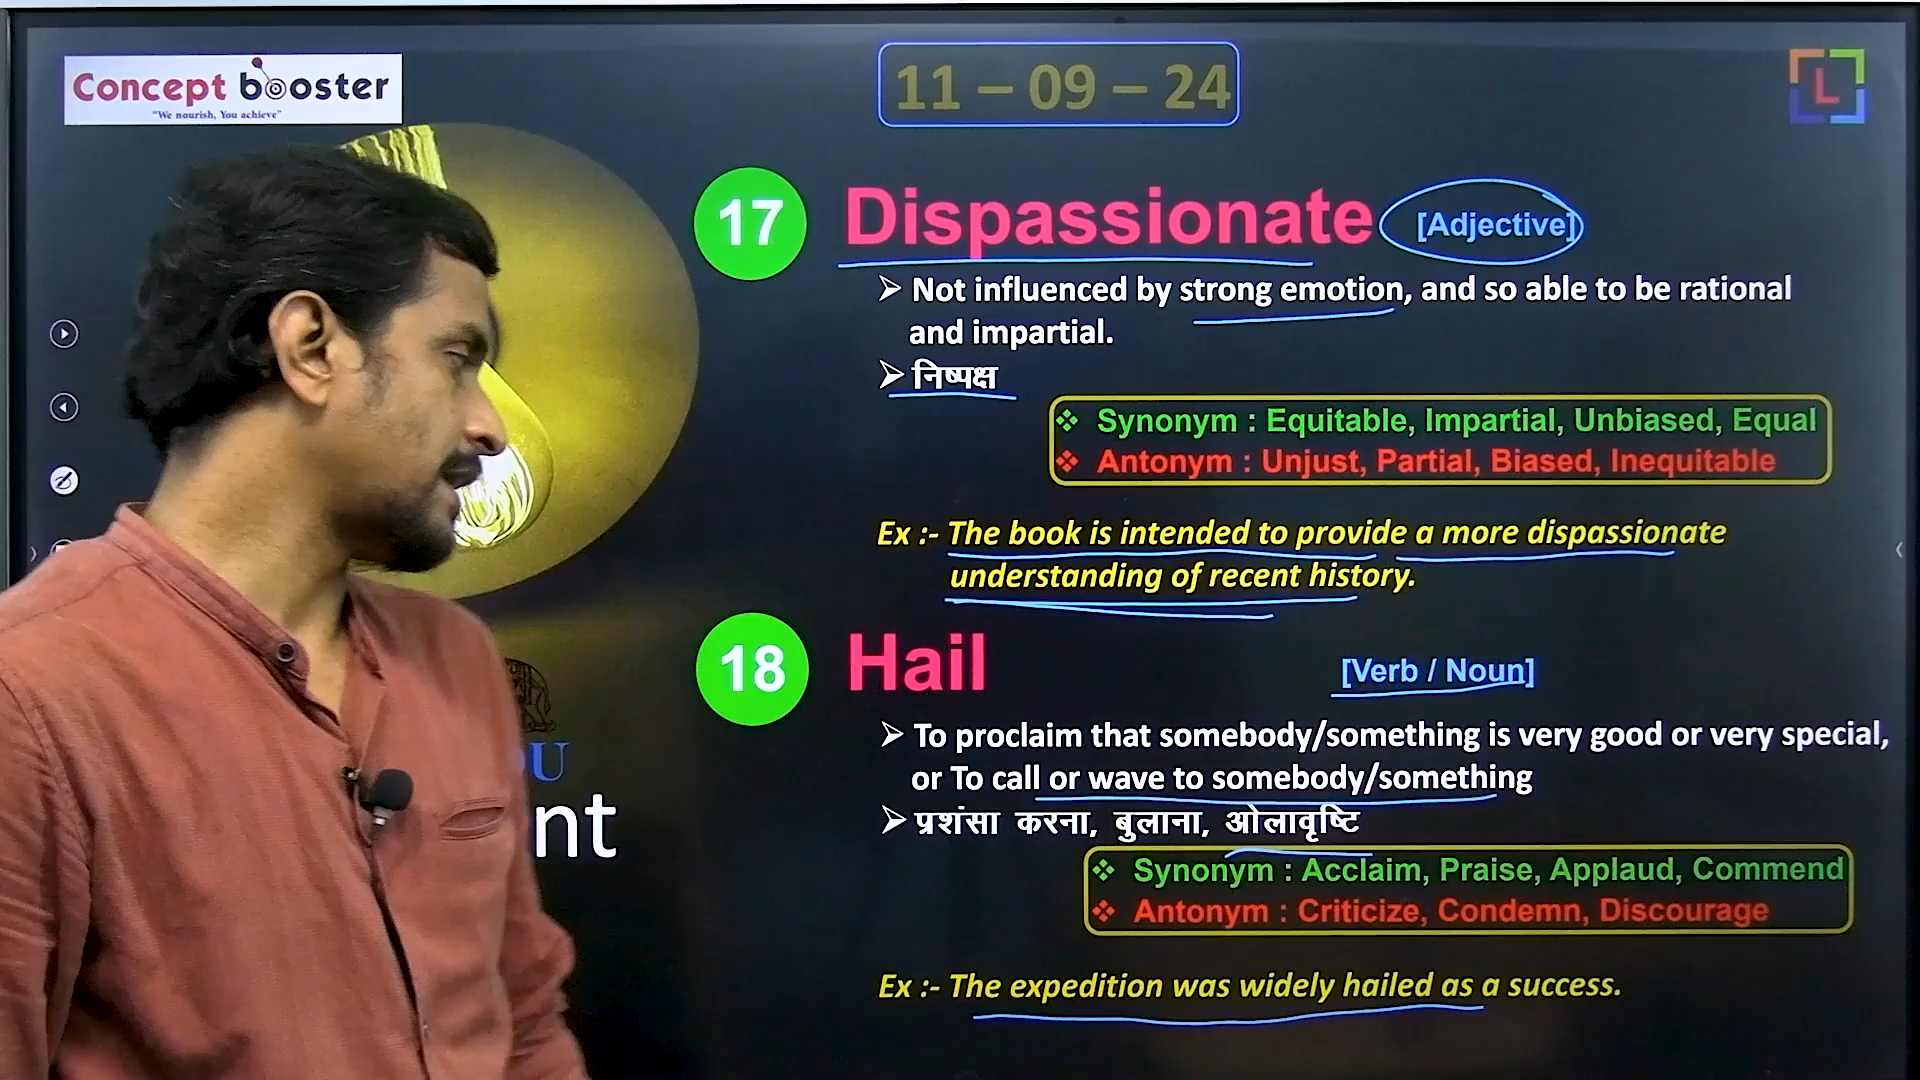 Concept booster
"We nourish, You achieve"
11 – 09 – 24
L
17 Dispassionate [Adjective]
➢ Not influenced by strong emotion, and so able to be rational
and impartial.
➢ निष्पक्ष
❖ Synonym : Equitable, Impartial, Unbiased, Equal
❖ Antonym : Unjust, Partial, Biased, Inequitable
Ex :- The book is intended to provide a more dispassionate
understanding of recent history.
18 Hail [Verb / Noun]
➢ To proclaim that somebody/something is very good or very special,
or To call or wave to somebody/something
➢ प्रशंसा करना, बुलाना, ओलावृष्टि
❖ Synonym : Acclaim, Praise, Applaud, Commend
❖ Antonym : Criticize, Condemn, Discourage
Ex :- The expedition was widely hailed as a success.